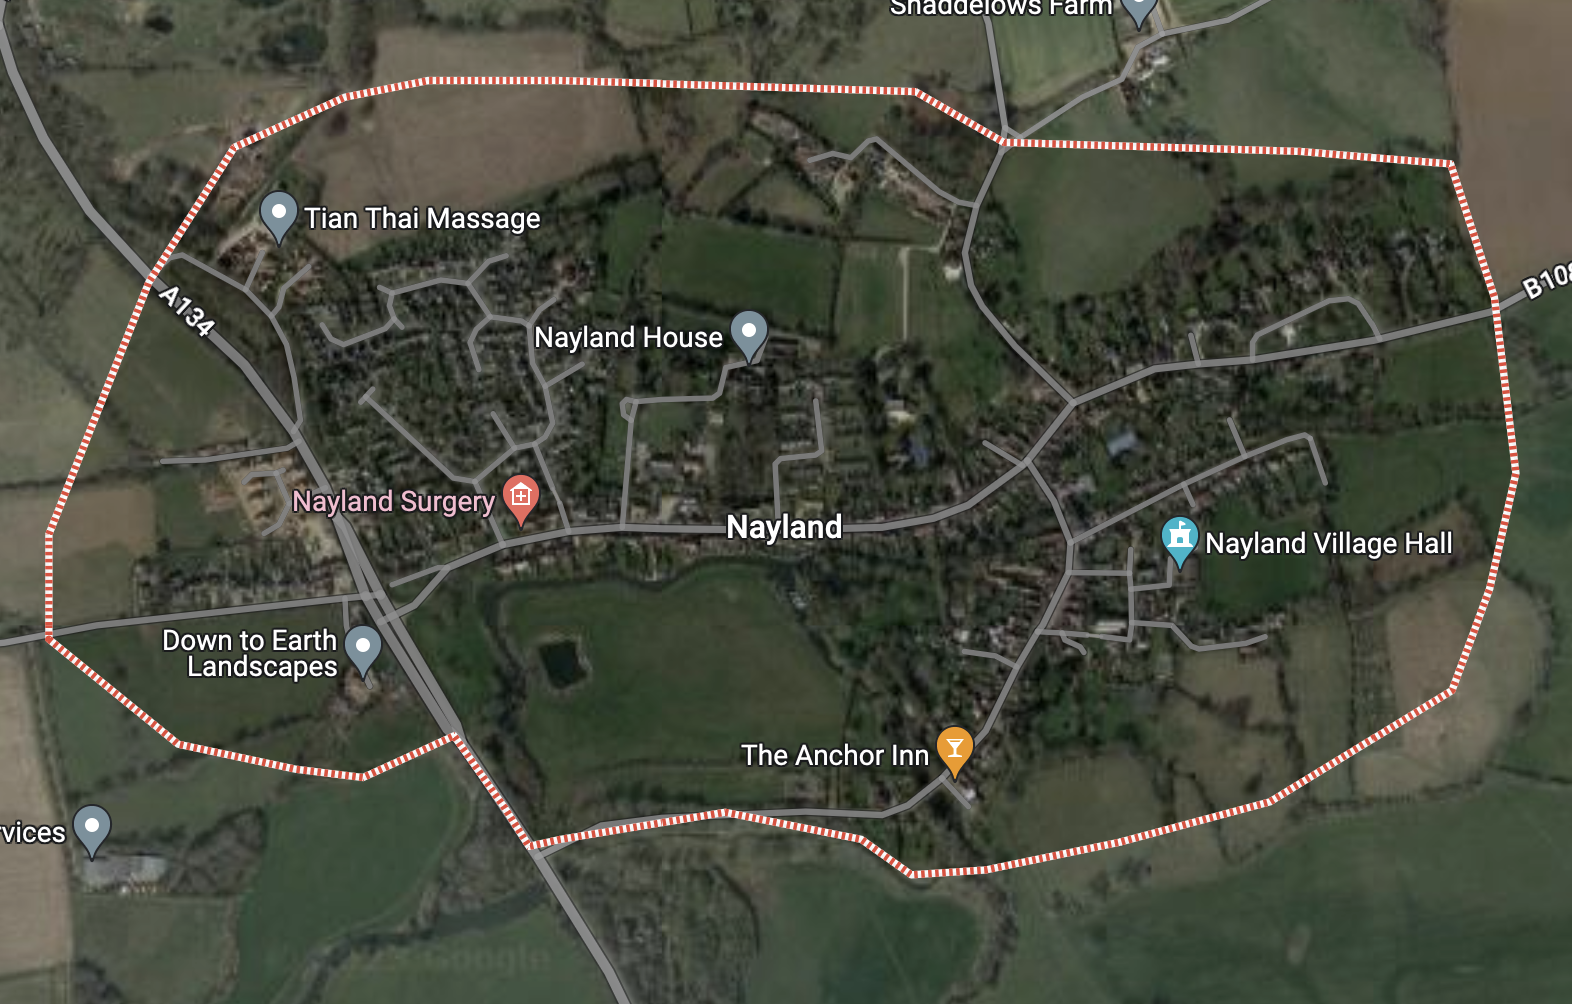 Shaddelows Farm
Tian Thai Massage
B108
A134
Nayland House
Nayland Surgery
Nayland
Nayland Village Hall
Down to Earth
Landscapes
The Anchor Inn
rvices
Google